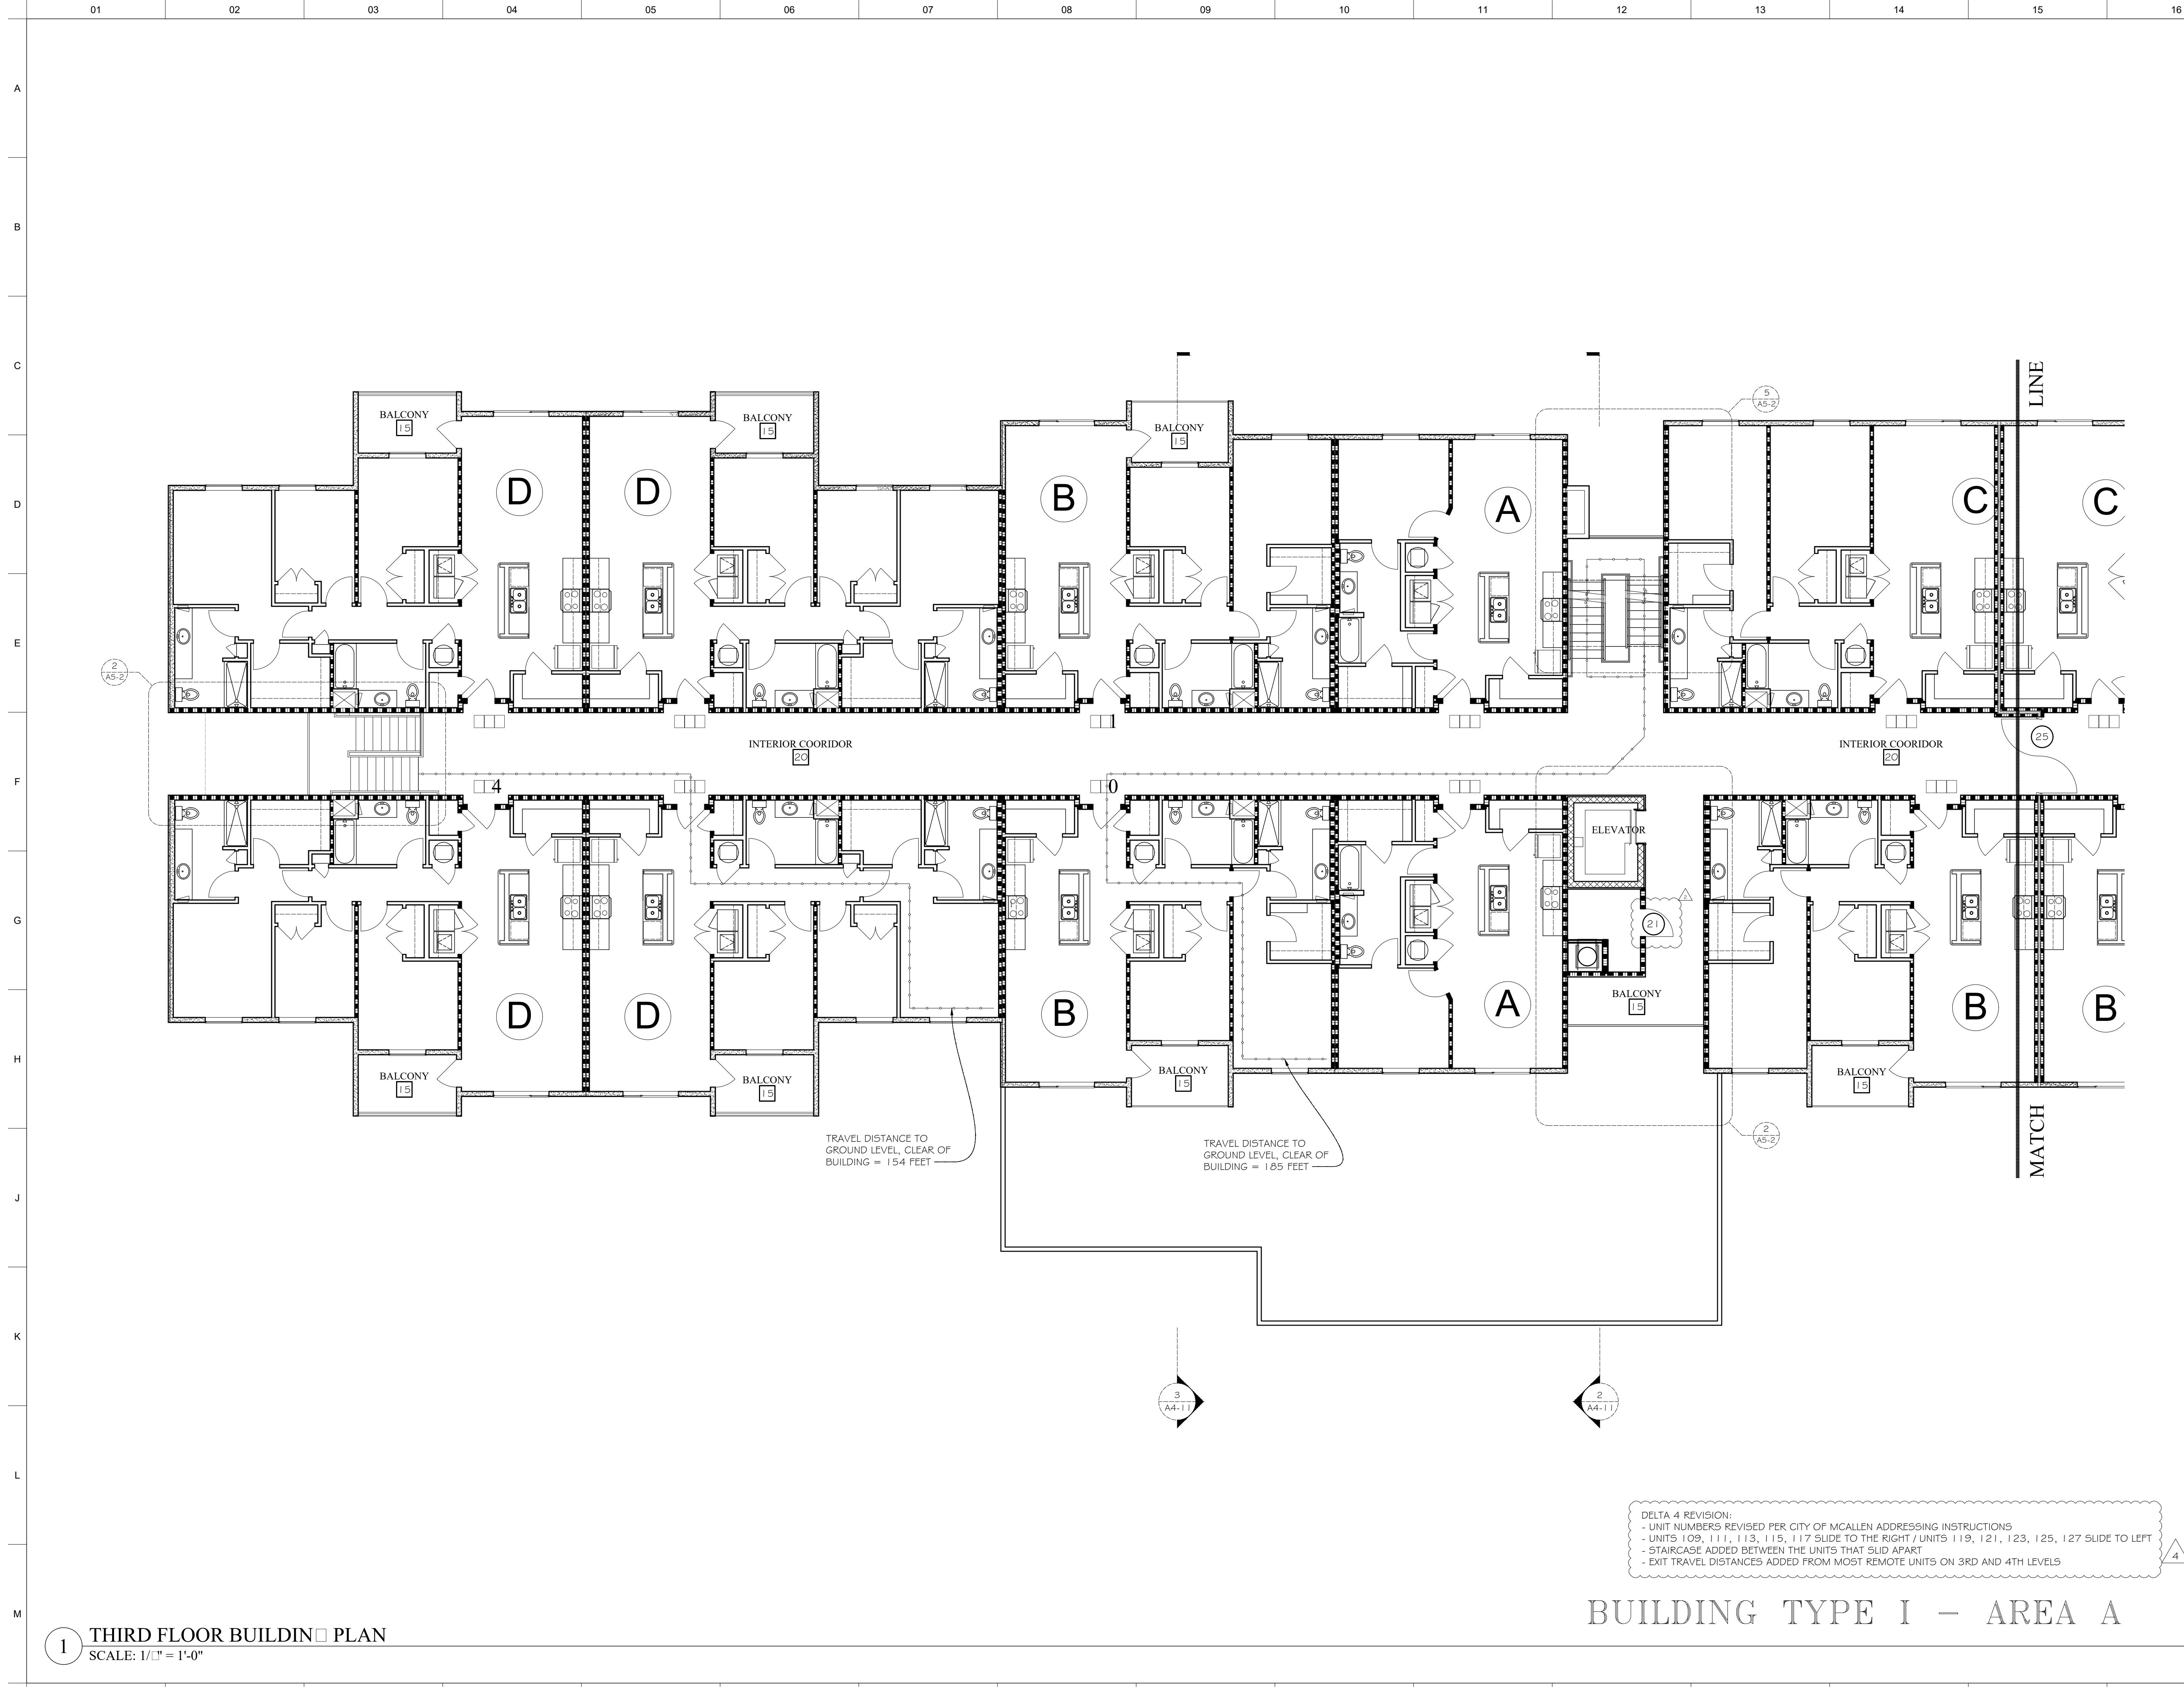 01 02 03 04 05 06 07 08 09 10 11 12 13 14 15 16
A
B
C
D
E
F
G
H
J
K
L
M
LINE
5
A5-2
BALCONY
15
BALCONY
15
BALCONY
15
D
D
B
A
C
C
2
A5-2
1
INTERIOR COORIDOR
20
INTERIOR COORIDOR
20
25
4
0
ELEVATOR
21
D
D
B
A
BALCONY
15
B
B
BALCONY
15
BALCONY
15
BALCONY
15
BALCONY
15
2
A5-2
MATCH
TRAVEL DISTANCE TO
GROUND LEVEL, CLEAR OF
BUILDING = 154 FEET
TRAVEL DISTANCE TO
GROUND LEVEL, CLEAR OF
BUILDING = 185 FEET
3
A4-11
2
A4-11
DELTA 4 REVISION:
- UNIT NUMBERS REVISED PER CITY OF MCALLEN ADDRESSING INSTRUCTIONS
- UNITS 109, 111, 113, 115, 117 SLIDE TO THE RIGHT / UNITS 119, 121, 123, 125, 127 SLIDE TO LEFT
- STAIRCASE ADDED BETWEEN THE UNITS THAT SLID APART
- EXIT TRAVEL DISTANCES ADDED FROM MOST REMOTE UNITS ON 3RD AND 4TH LEVELS
4
BUILDING TYPE I - AREA A
1
THIRD FLOOR BUILDIN□ PLAN
SCALE: 1/□" = 1'-0"